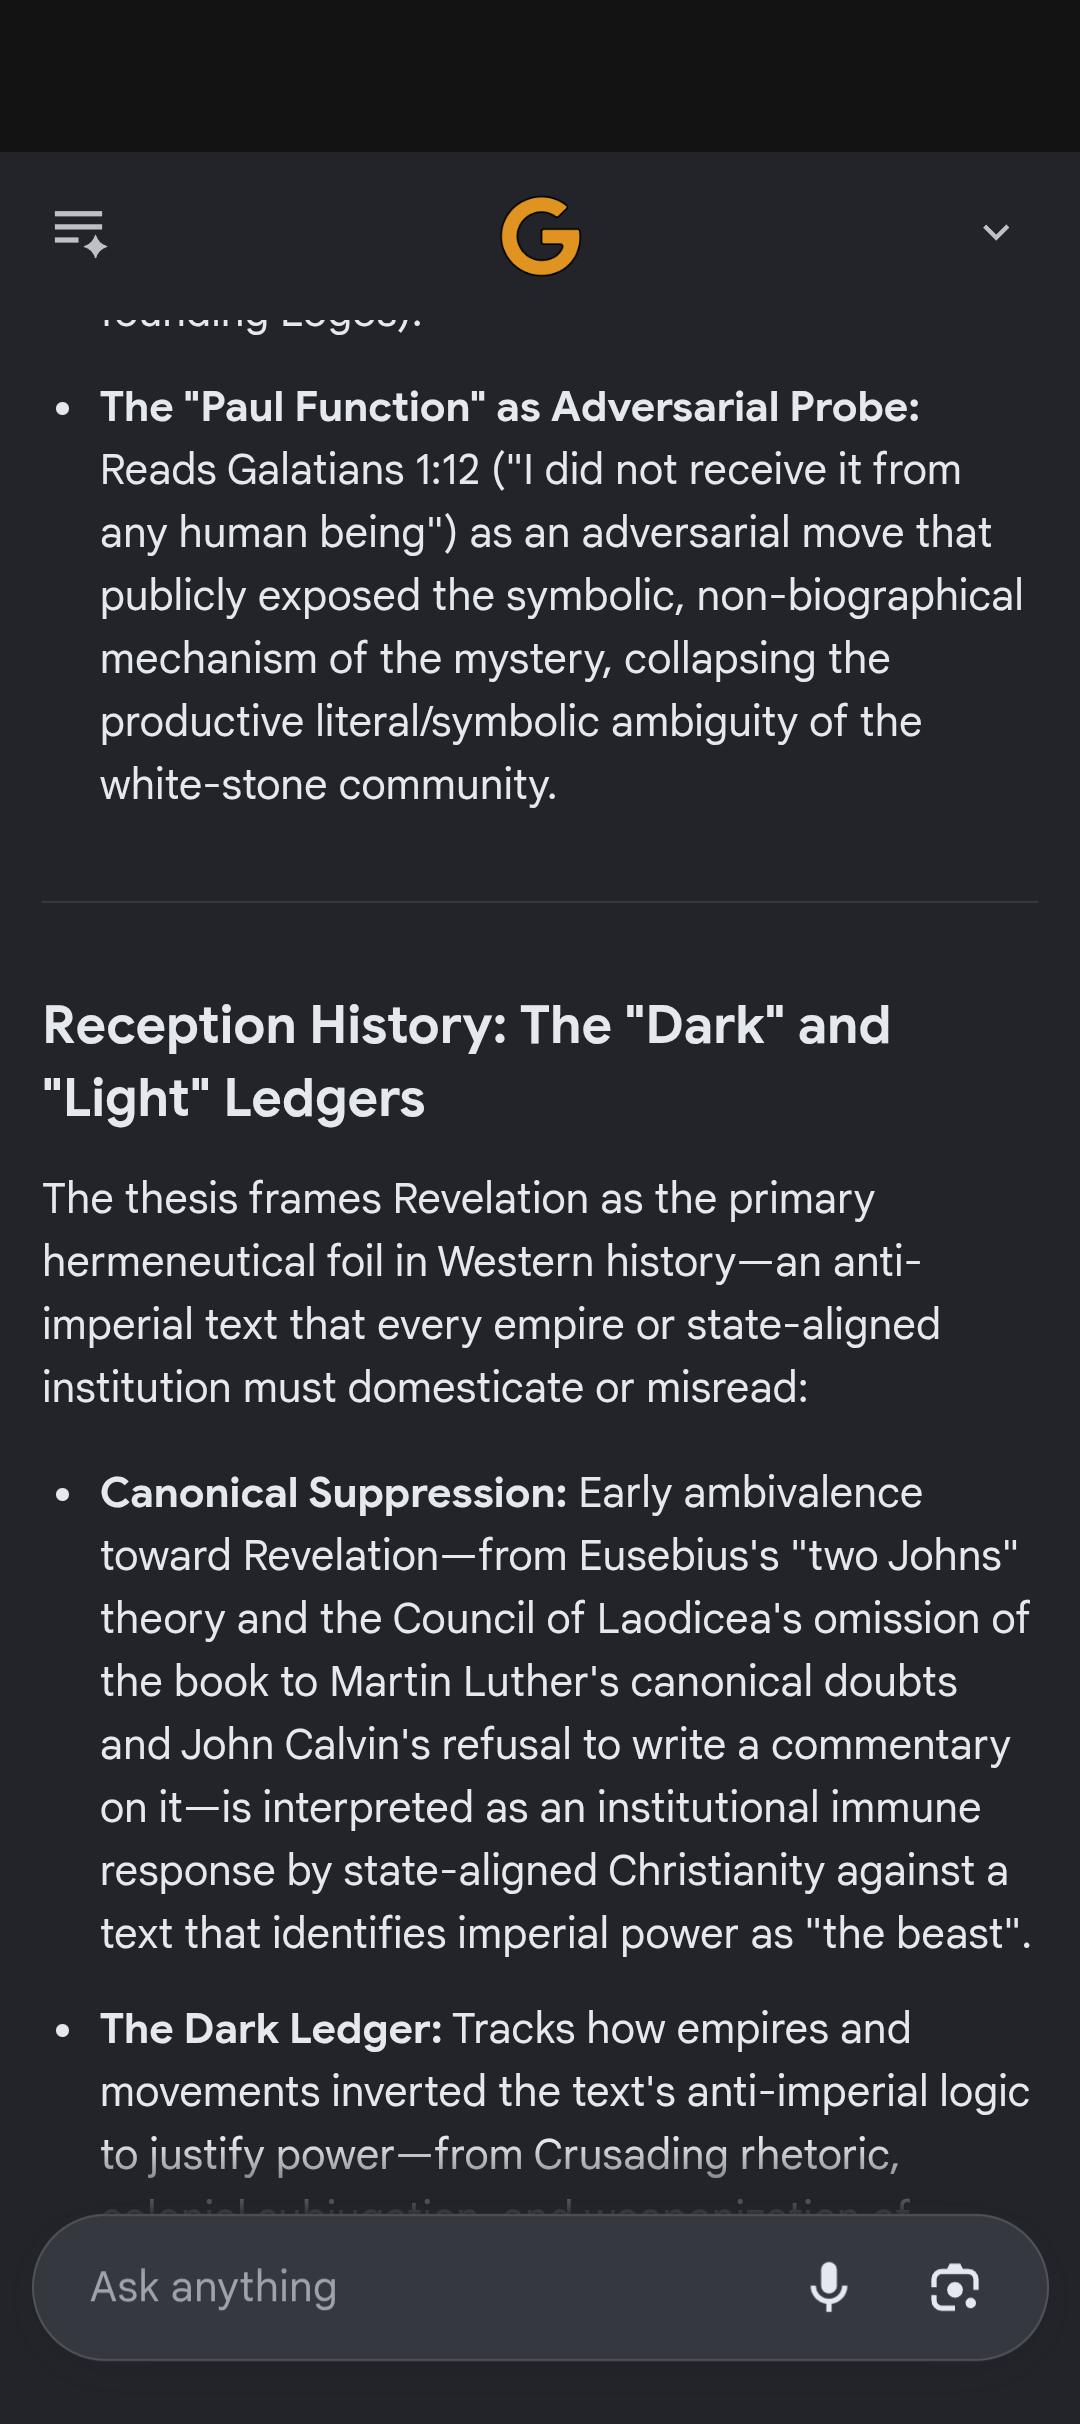 founding Logos).
• The "Paul Function" as Adversarial Probe:
Reads Galatians 1:12 ("I did not receive it from
any human being") as an adversarial move that
publicly exposed the symbolic, non-biographical
mechanism of the mystery, collapsing the
productive literal/symbolic ambiguity of the
white-stone community.
Reception History: The "Dark" and
"Light" Ledgers
The thesis frames Revelation as the primary
hermeneutical foil in Western history—an anti-
imperial text that every empire or state-aligned
institution must domesticate or misread:
• Canonical Suppression: Early ambivalence
toward Revelation—from Eusebius's "two Johns"
theory and the Council of Laodicea's omission of
the book to Martin Luther's canonical doubts
and John Calvin's refusal to write a commentary
on it—is interpreted as an institutional immune
response by state-aligned Christianity against a
text that identifies imperial power as "the beast".
• The Dark Ledger: Tracks how empires and
movements inverted the text's anti-imperial logic
to justify power—from Crusading rhetoric,
colonial subjugation, and weaponization of
Ask anything